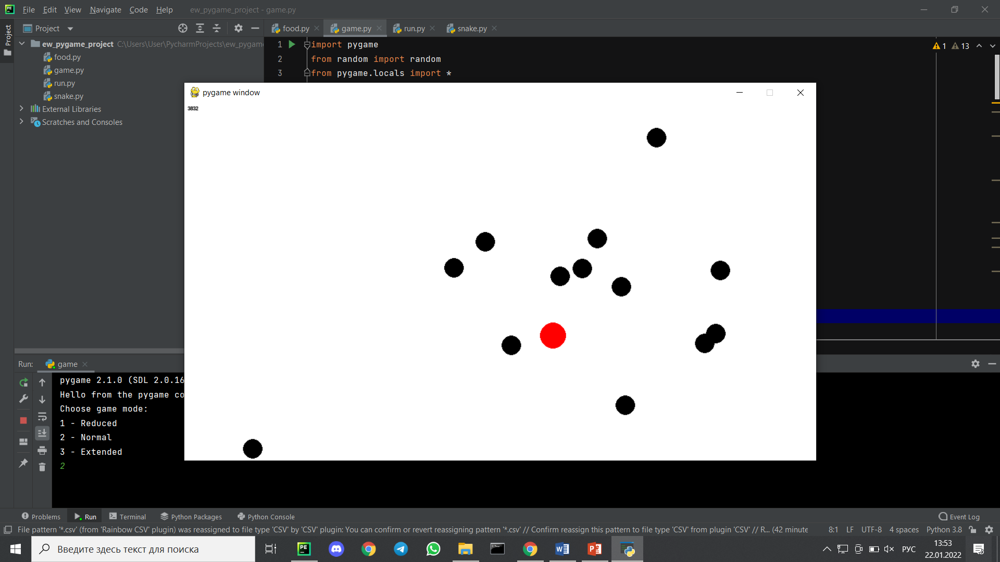 File Edit View Navigate Code Help ew_pygame_project - game.py
Project
Project
food.py game.py run.py snake.py
ew_pygame_project C:\Users\User\PycharmProjects\ew_pygame
food.py
game.py
run.py
snake.py
External Libraries
Scratches and Consoles
1 import pygame
2 from random import random
3 from pygame.locals import *
1 13
pygame window
3832
Run: game
pygame 2.1.0 (SDL 2.0.16
Hello from the pygame co
Choose game mode:
1 - Reduced
2 - Normal
3 - Extended
2
Problems Run Terminal Python Packages Python Console Event Log
File pattern '*.csv' (from 'Rainbow CSV' plugin) was reassigned to file type 'CSV' by 'CSV' plugin: You can confirm or revert reassigning pattern '*.csv' // Confirm reassign this pattern to file type 'CSV' from plugin 'CSV' // R... (42 minute 8:1 LF UTF-8 4 spaces Python 3.8
Введите здесь текст для поиска
РУС
13:53
22.01.2022